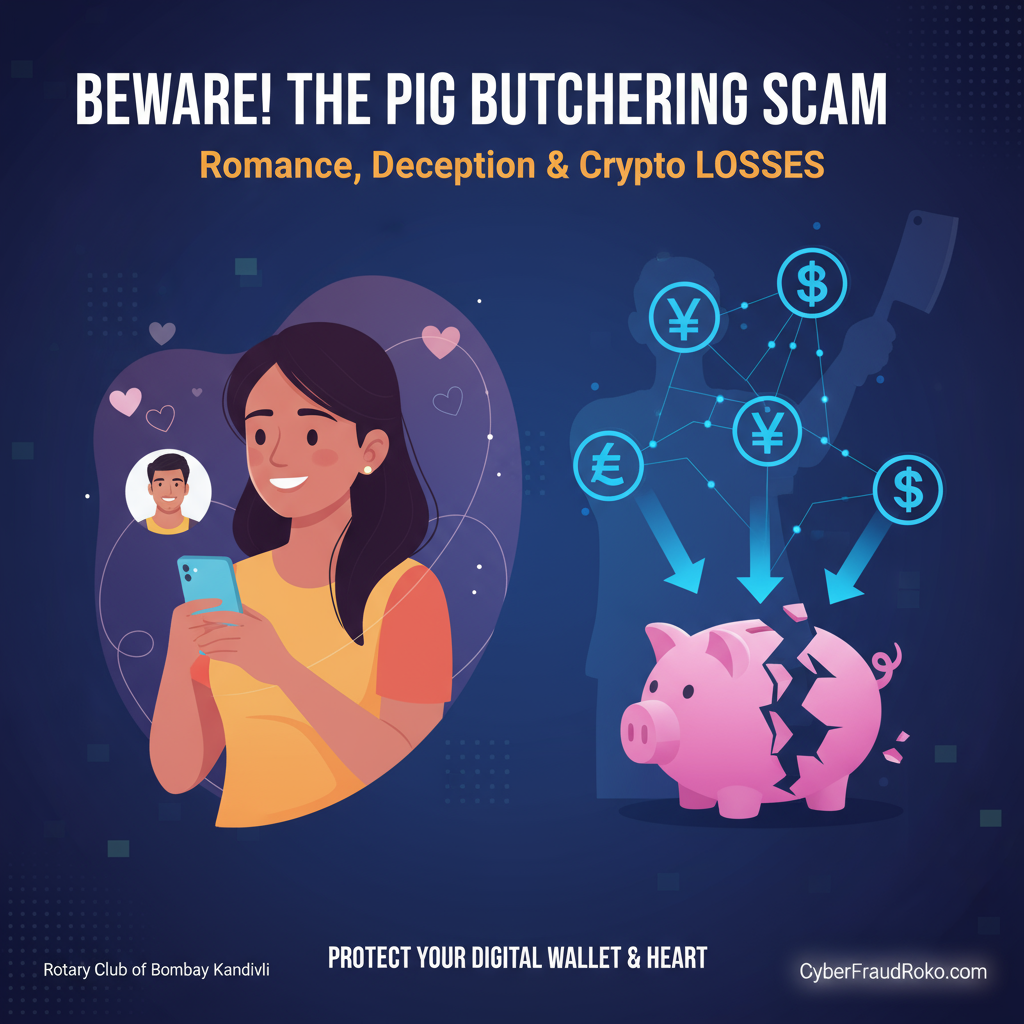 BEWARE! THE PIG BUTCHERING SCAM
Romance, Deception & Crypto LOSSES
¥
$
¥
$
Rotary Club of Bombay Kandivli
PROTECT YOUR DIGITAL WALLET & HEART
CyberFraudRoko.com